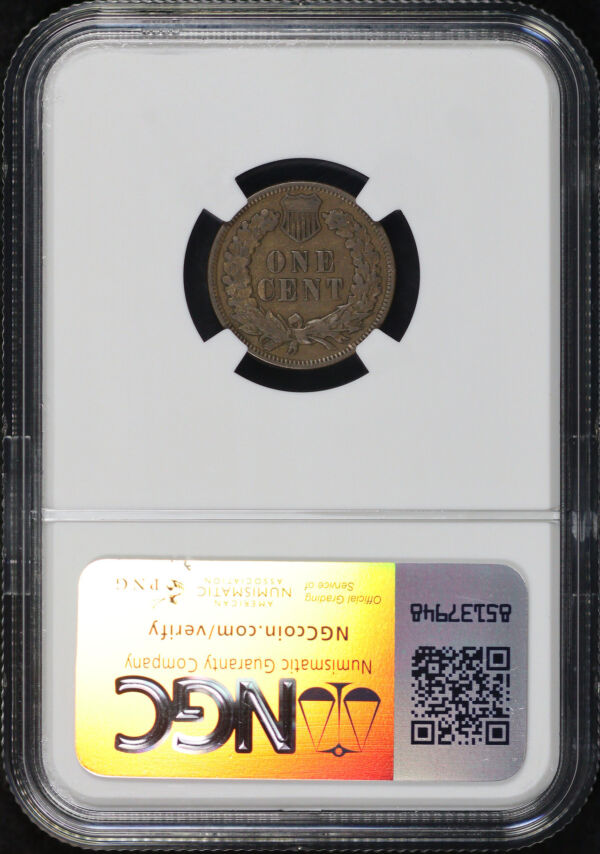 ONE
CENT
NGC
Numismatic Guaranty Company
NGCcoin.com/verify
Official Grading
Service of
AMERICAN
NUMISMATIC
ASSOCIATION
PNG
85137948